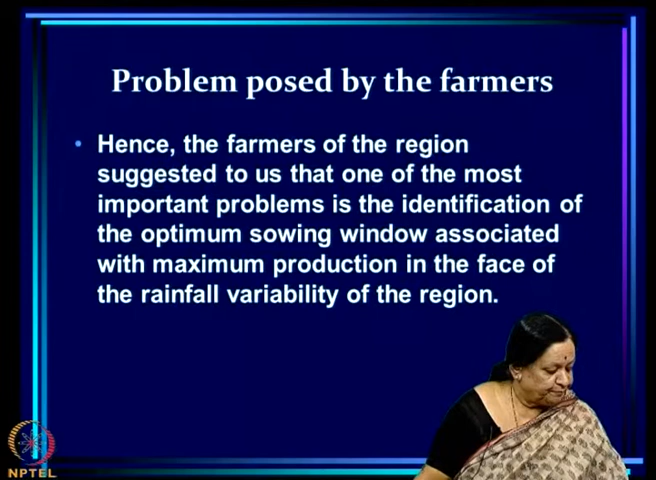 Problem posed by the farmers
• Hence, the farmers of the region
suggested to us that one of the most
important problems is the identification of
the optimum sowing window associated
with maximum production in the face of
the rainfall variability of the region.
NPTEL